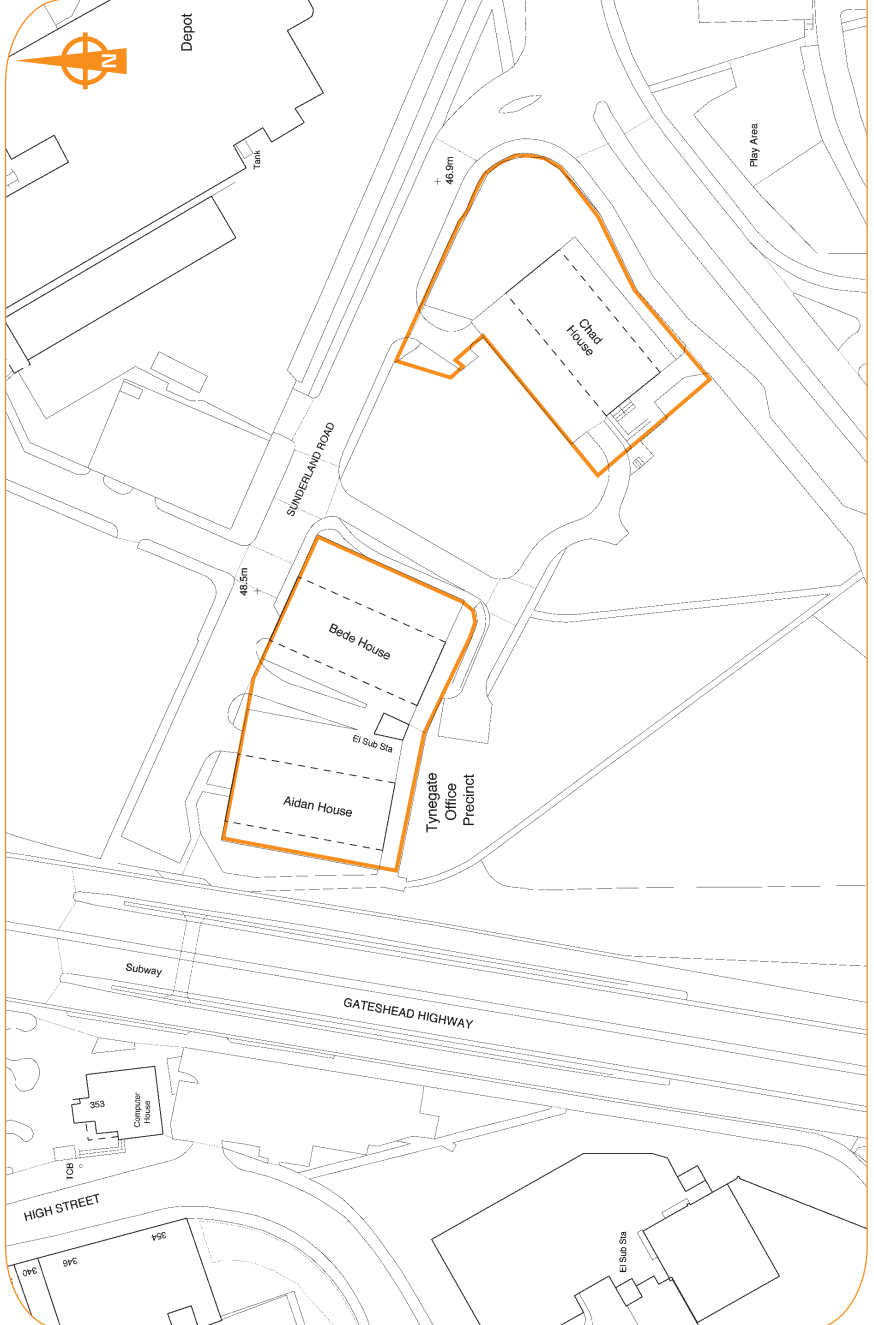 Depot
N
Tank
46.9m
Play Area
Chad
House
SUNDERLAND ROAD
48.5m
Bede House
El Sub Sta
Aidan House
Tynegate
Office
Precinct
Subway
GATESHEAD HIGHWAY
353
Computer
House
TCB
HIGH STREET
354
346
340
El Sub Sta